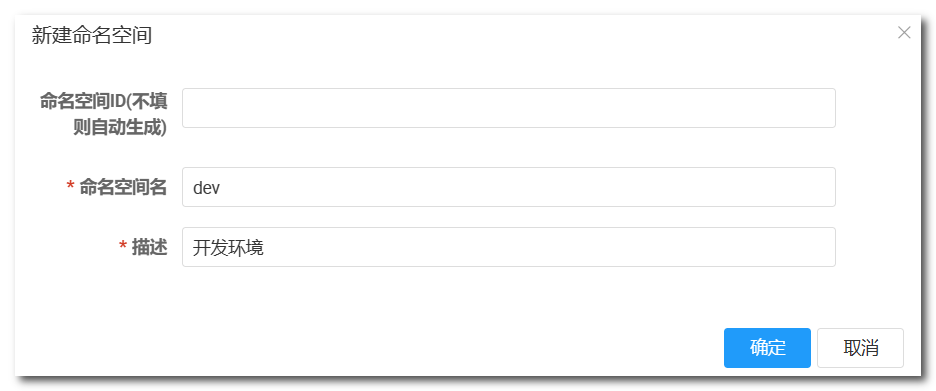 新建命名空间
命名空间ID(不填
则自动生成)
* 命名空间名
dev
* 描述
开发环境
确定
取消